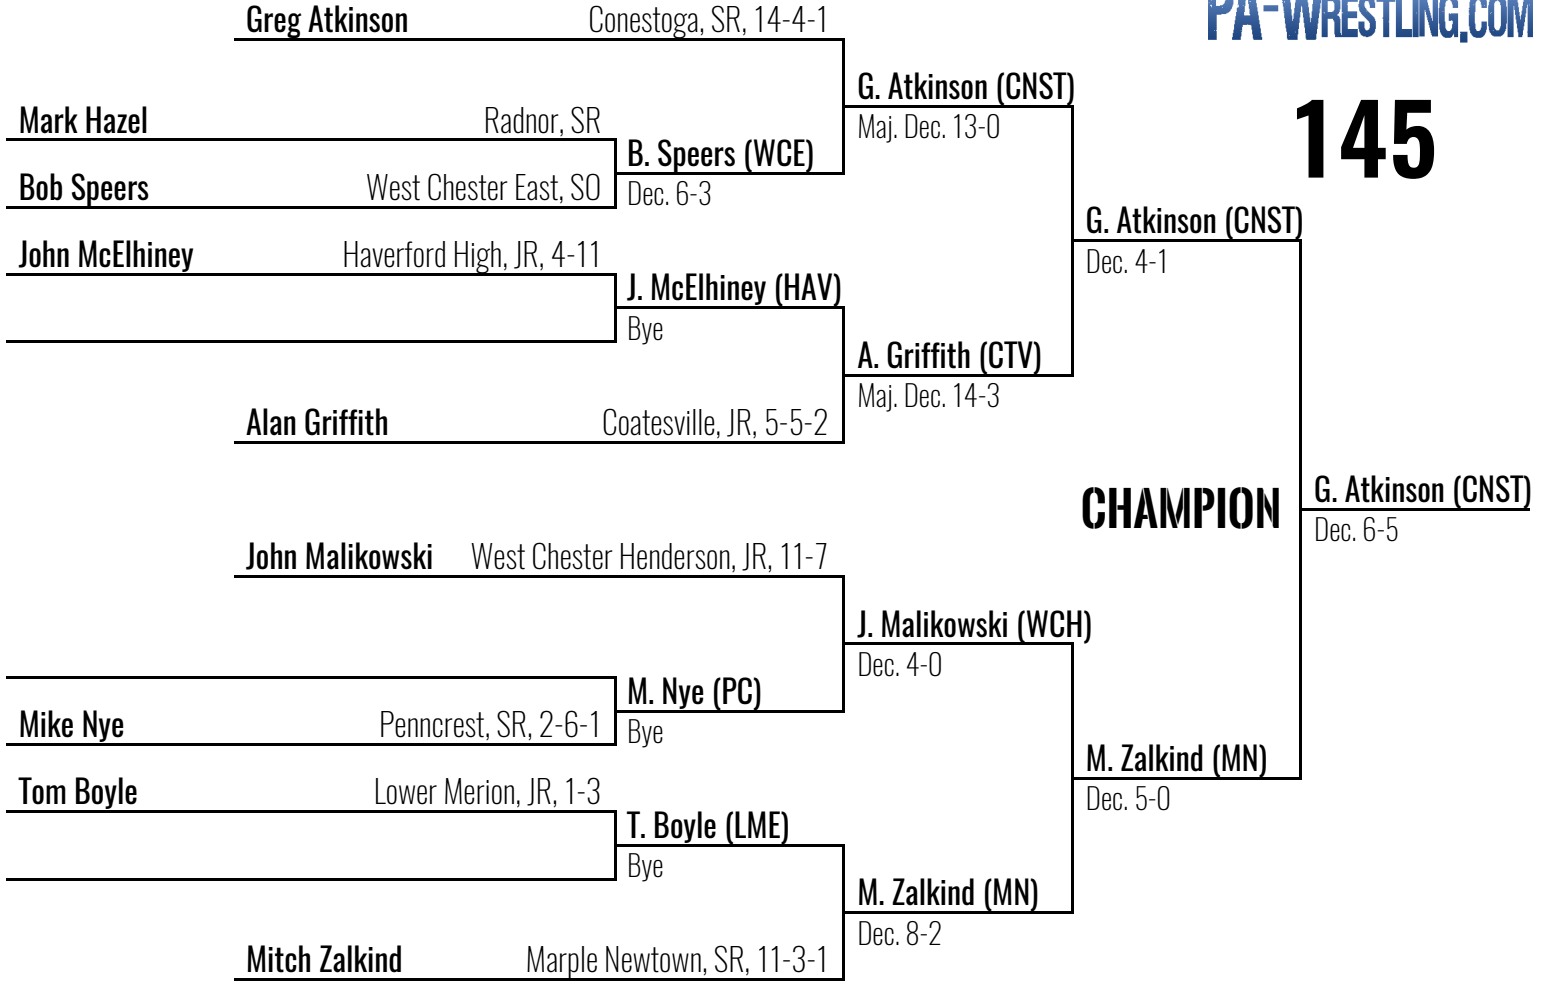 Greg Atkinson Conestoga, SR, 14-4-1
PA-WRESTLING.COM
G. Atkinson (CNST)
Maj. Dec. 13-0
145
Mark Hazel Radnor, SR
B. Speers (WCE)
Dec. 6-3
Bob Speers West Chester East, SO
G. Atkinson (CNST)
Dec. 4-1
John McElhiney Haverford High, JR, 4-11
J. McElhiney (HAV)
Bye
A. Griffith (CTV)
Maj. Dec. 14-3
Alan Griffith Coatesville, JR, 5-5-2
CHAMPION
G. Atkinson (CNST)
Dec. 6-5
John Malikowski West Chester Henderson, JR, 11-7
J. Malikowski (WCH)
Dec. 4-0
M. Nye (PC)
Bye
Mike Nye Penncrest, SR, 2-6-1
M. Zalkind (MN)
Dec. 5-0
Tom Boyle Lower Merion, JR, 1-3
T. Boyle (LME)
Bye
M. Zalkind (MN)
Dec. 8-2
Mitch Zalkind Marple Newtown, SR, 11-3-1